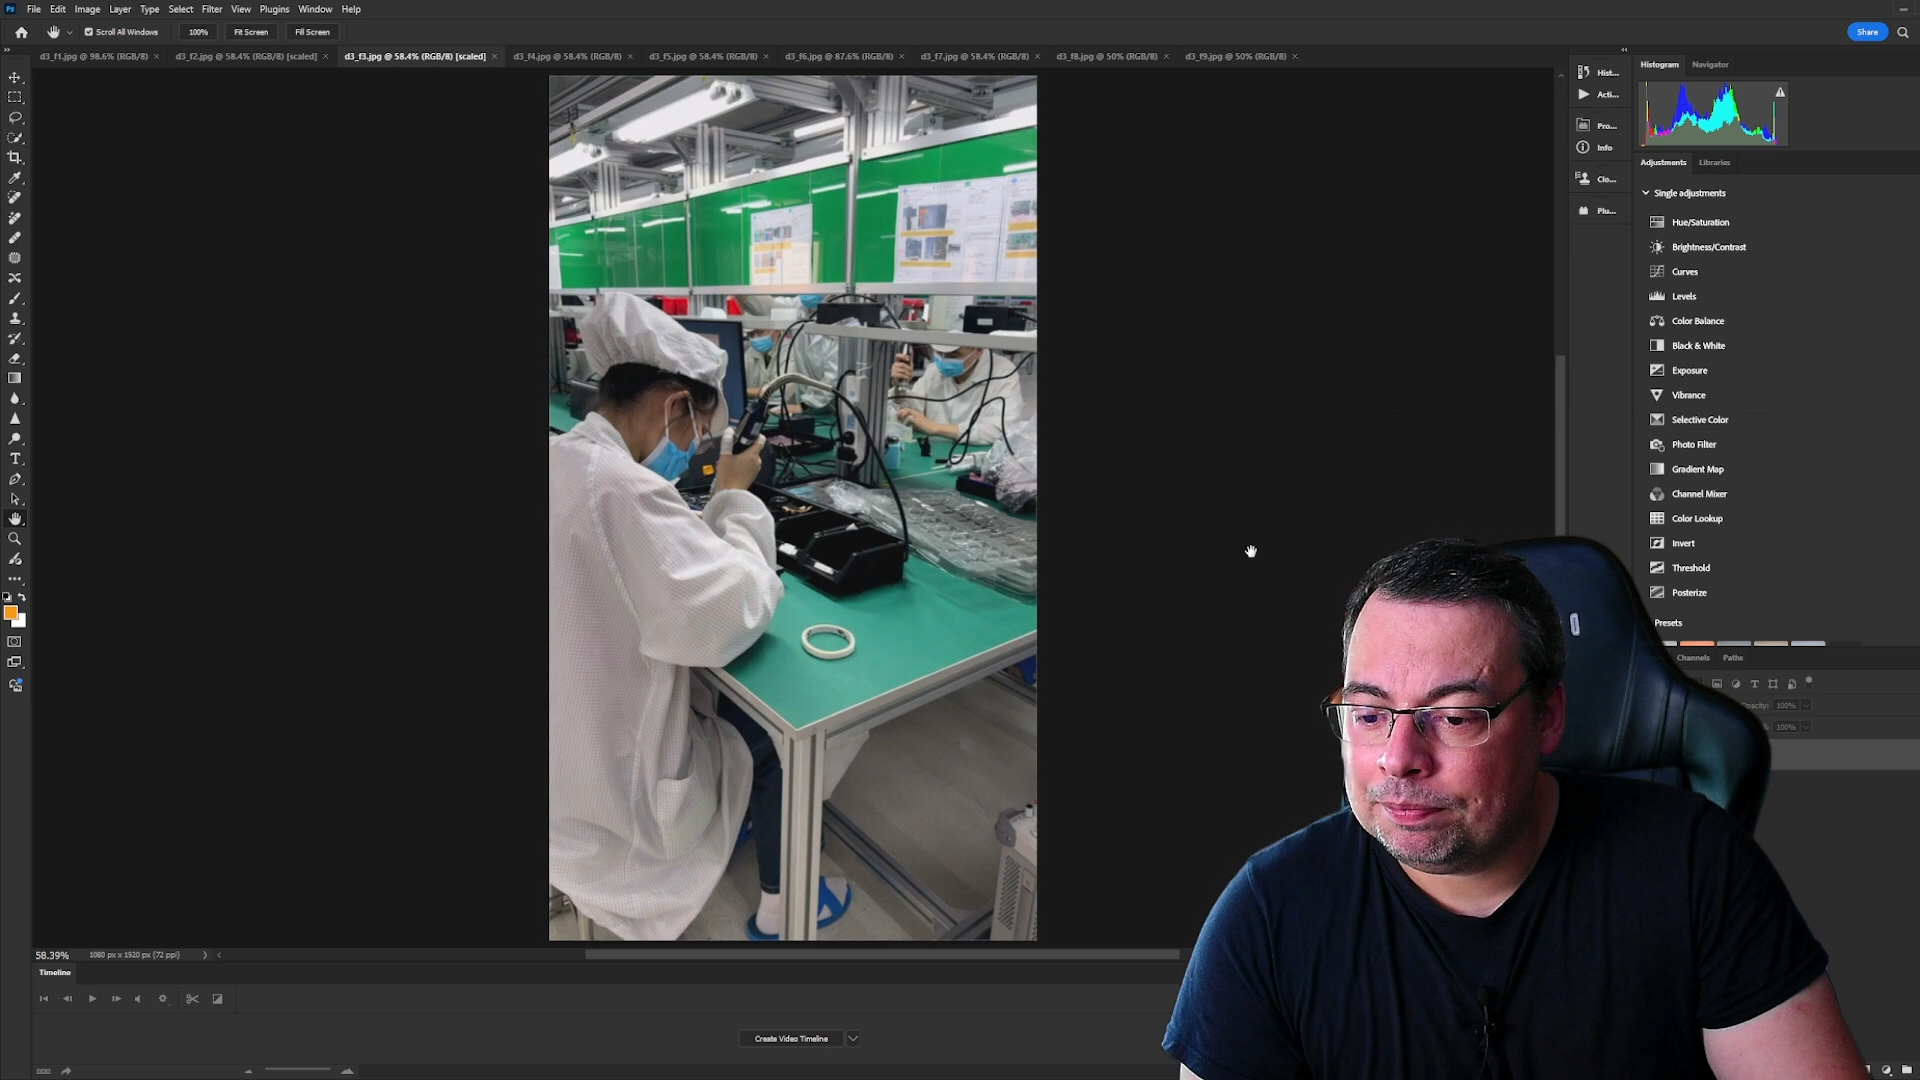 Ps File Edit Image Layer Type Select Filter View Plugins Window Help
Scroll All Windows 100% Fit Screen Fill Screen Share
d3_f1.jpg @ 98.6% (RGB/8) d3_f2.jpg @ 58.4% (RGB/8) [scaled] d3_f3.jpg @ 58.4% (RGB/8) [scaled] d3_f4.jpg @ 58.4% (RGB/8) d3_f5.jpg @ 58.4% (RGB/8) d3_f6.jpg @ 87.6% (RGB/8) d3_f7.jpg @ 58.4% (RGB/8) d3_f8.jpg @ 50% (RGB/8) d3_f9.jpg @ 50% (RGB/8)
Hist...
Acti...
Pro...
Info
Clo...
Plu...
Histogram Navigator
Adjustments Libraries
Single adjustments
Hue/Saturation
Brightness/Contrast
Curves
Levels
Color Balance
Black & White
Exposure
Vibrance
Selective Color
Photo Filter
Gradient Map
Channel Mixer
Color Lookup
Invert
Threshold
Posterize
Presets
Channels Paths
Opacity: 100%
100%
58.39% 1080 px x 1920 px (72 ppi)
Timeline
Create Video Timeline